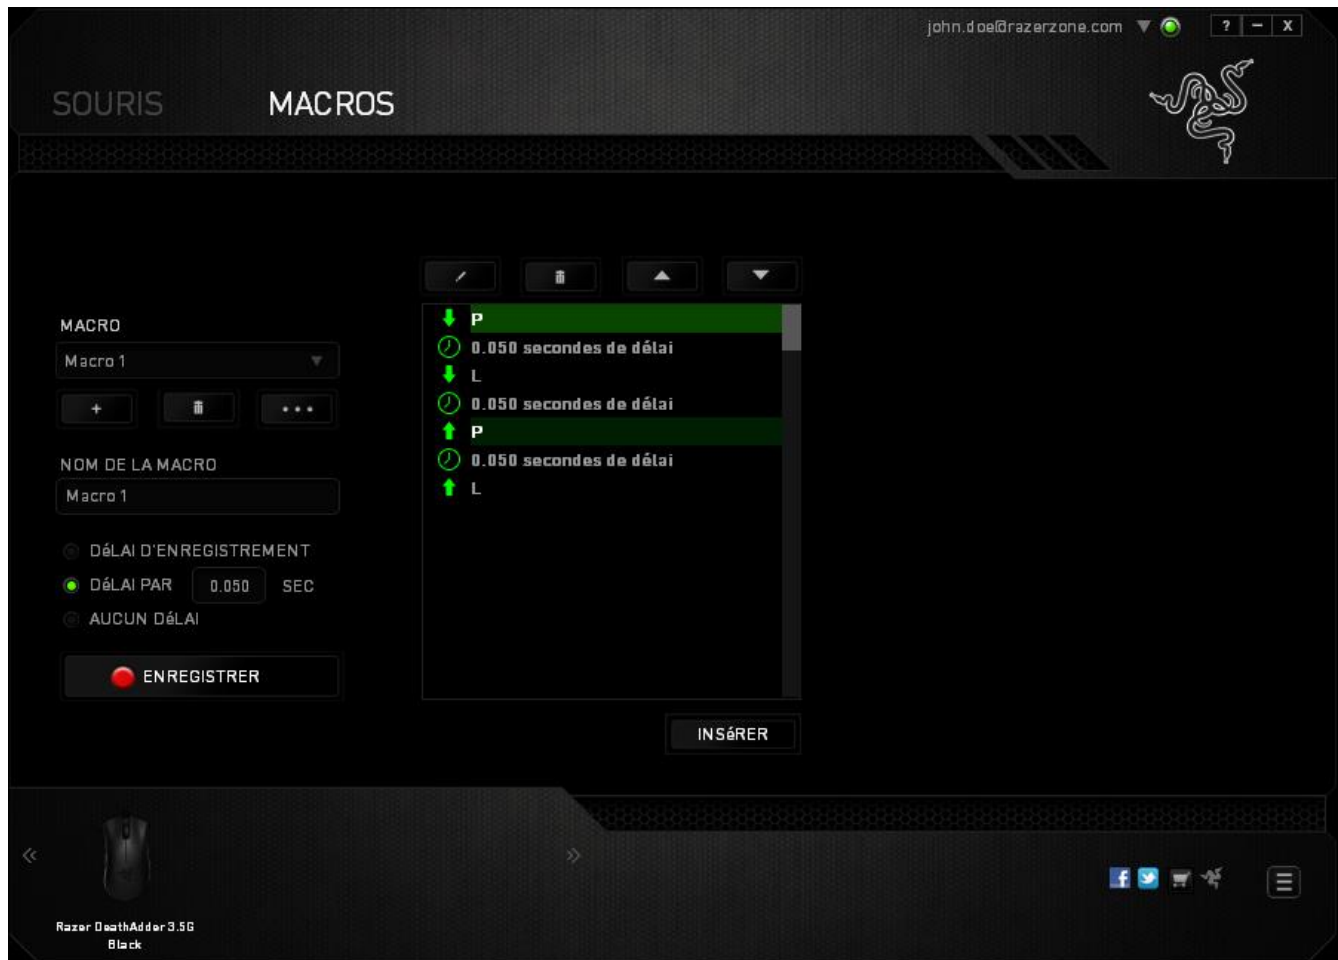 john.doe@razerzone.com
? – X
SOURIS MACROS
MACRO
Macro 1
+
NOM DE LA MACRO
Macro 1
DéLAI D'ENREGISTREMENT
DéLAI PAR 0.050 SEC
AUCUN DéLAI
ENREGISTRER
P
0.050 secondes de délai
L
0.050 secondes de délai
P
0.050 secondes de délai
L
INSéRER
Razer DeathAdder 3.5G
Black